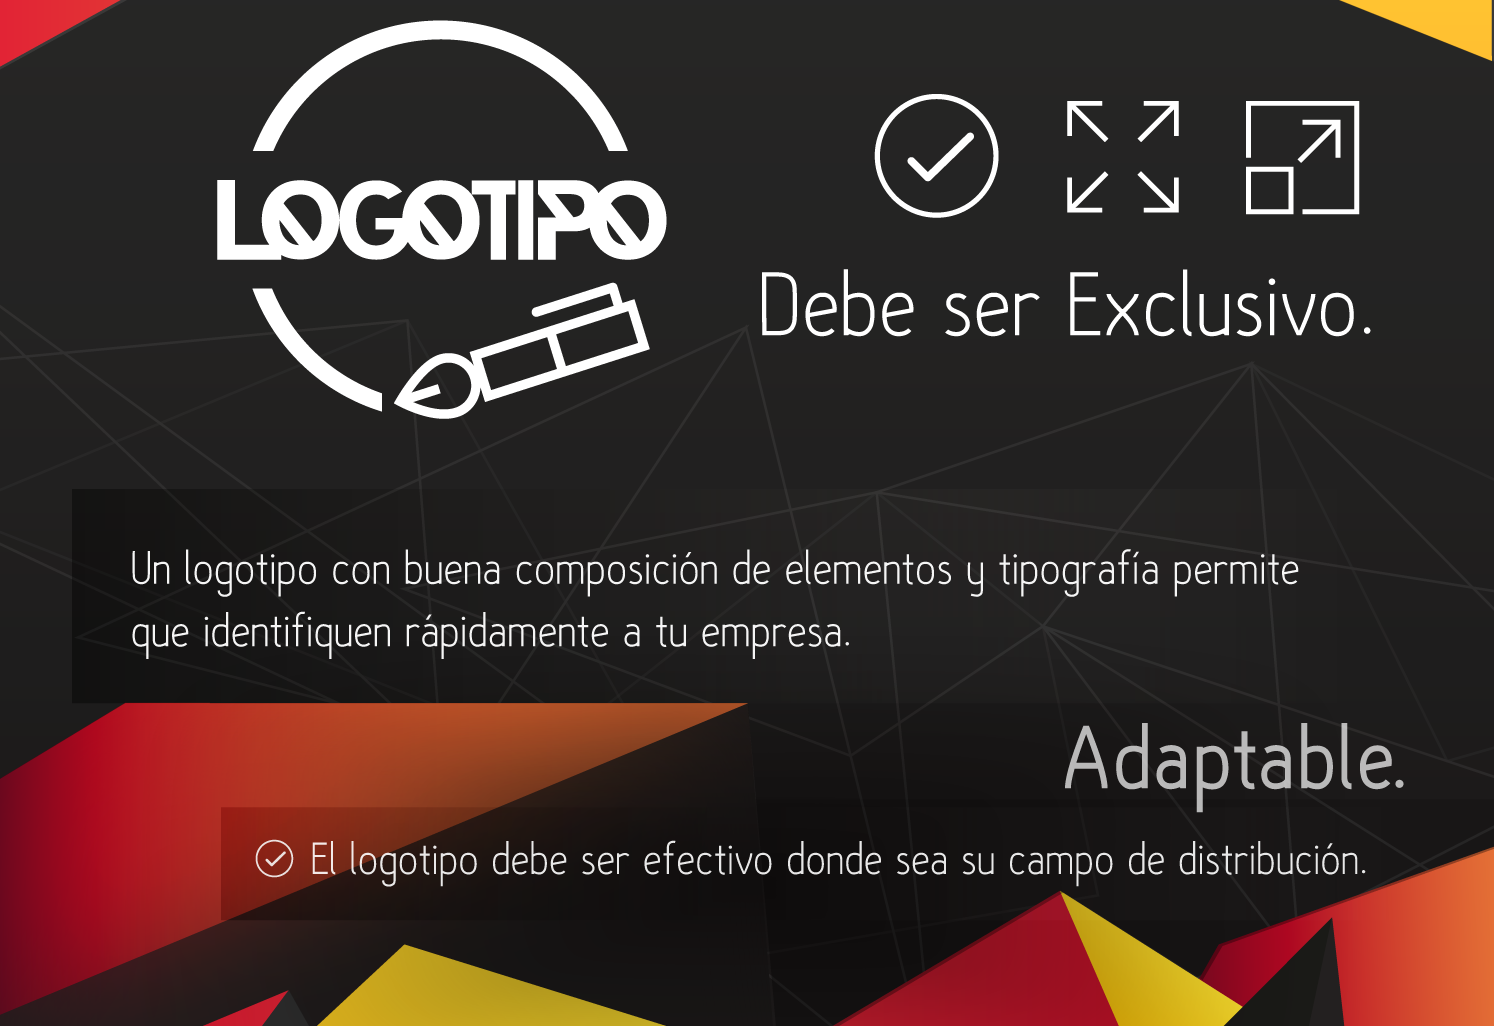 LOGOTIPO
Debe ser Exclusivo.
Un logotipo con buena composición de elementos y tipografía permite
que identifiquen rápidamente a tu empresa.
Adaptable.
El logotipo debe ser efectivo donde sea su campo de distribución.